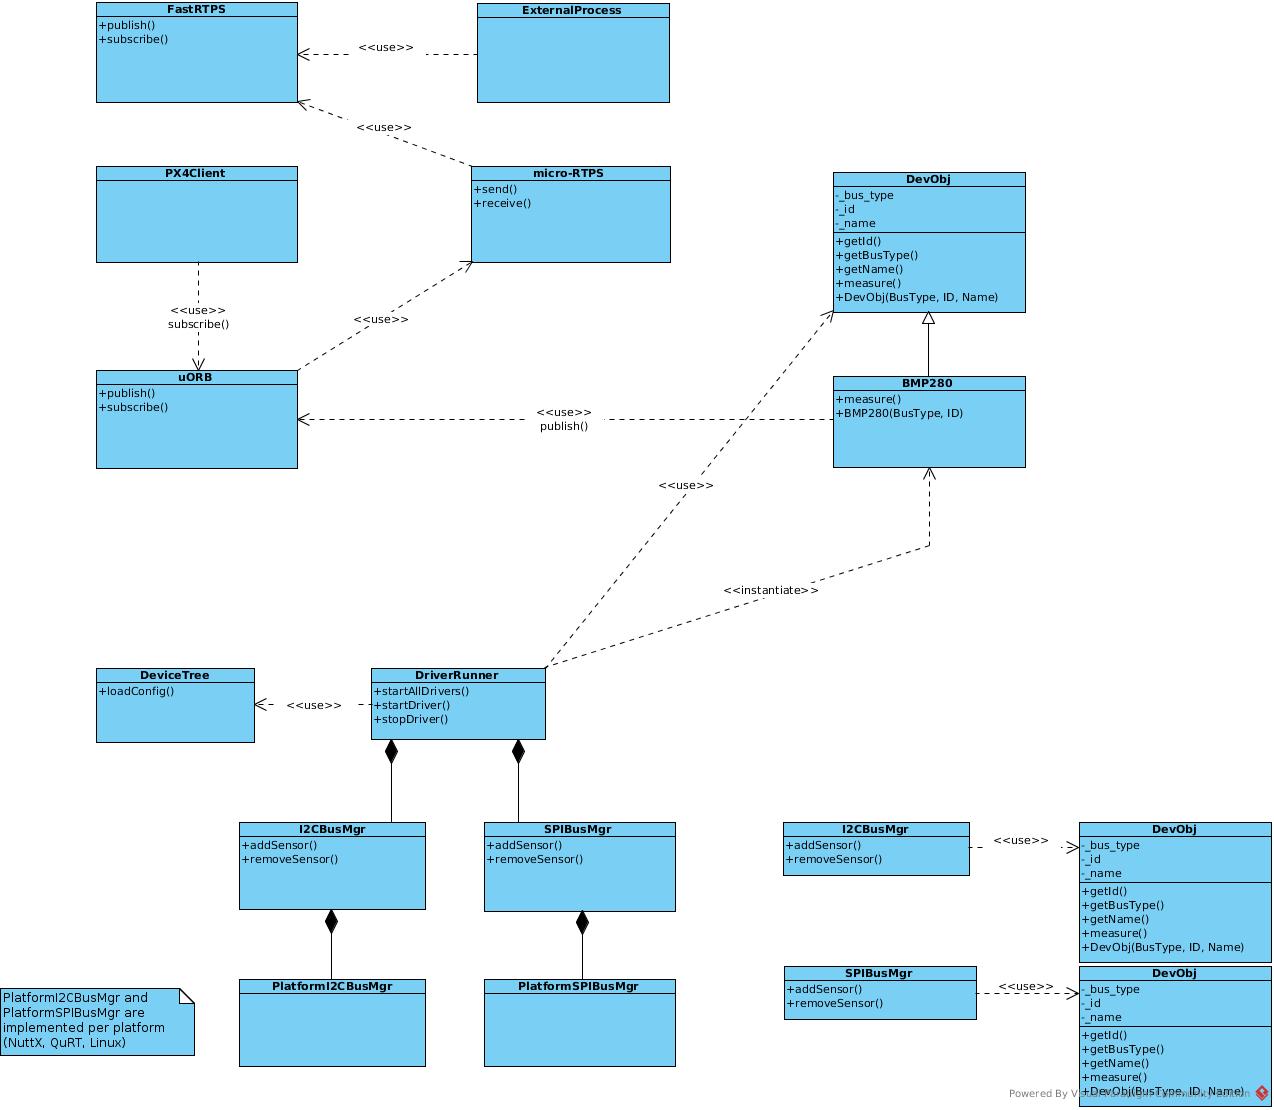 FastRTPS
+publish()
+subscribe()
<<use>>
ExternalProcess
<<use>>
PX4Client
micro-RTPS
+send()
+receive()
DevObj
-_bus_type
-_id
-_name
+getId()
+getBusType()
+getName()
+measure()
+DevObj(BusType, ID, Name)
<<use>>
subscribe()
<<use>>
uORB
+publish()
+subscribe()
<<use>>
publish()
BMP280
+measure()
+BMP280(BusType, ID)
<<use>>
<<instantiate>>
DeviceTree
+loadConfig()
<<use>>
DriverRunner
+startAllDrivers()
+startDriver()
+stopDriver()
I2CBusMgr
+addSensor()
+removeSensor()
SPIBusMgr
+addSensor()
+removeSensor()
I2CBusMgr
+addSensor()
+removeSensor()
<<use>>
DevObj
-_bus_type
-_id
-_name
+getId()
+getBusType()
+getName()
+measure()
+DevObj(BusType, ID, Name)
PlatformI2CBusMgr and
PlatformSPIBusMgr are
implemented per platform
(NuttX, QuRT, Linux)
PlatformI2CBusMgr
PlatformSPIBusMgr
SPIBusMgr
+addSensor()
+removeSensor()
<<use>>
DevObj
-_bus_type
-_id
-_name
+getId()
+getBusType()
+getName()
+measure()
+DevObj(BusType, ID, Name)
Powered By Visual Paradigm Community Edition